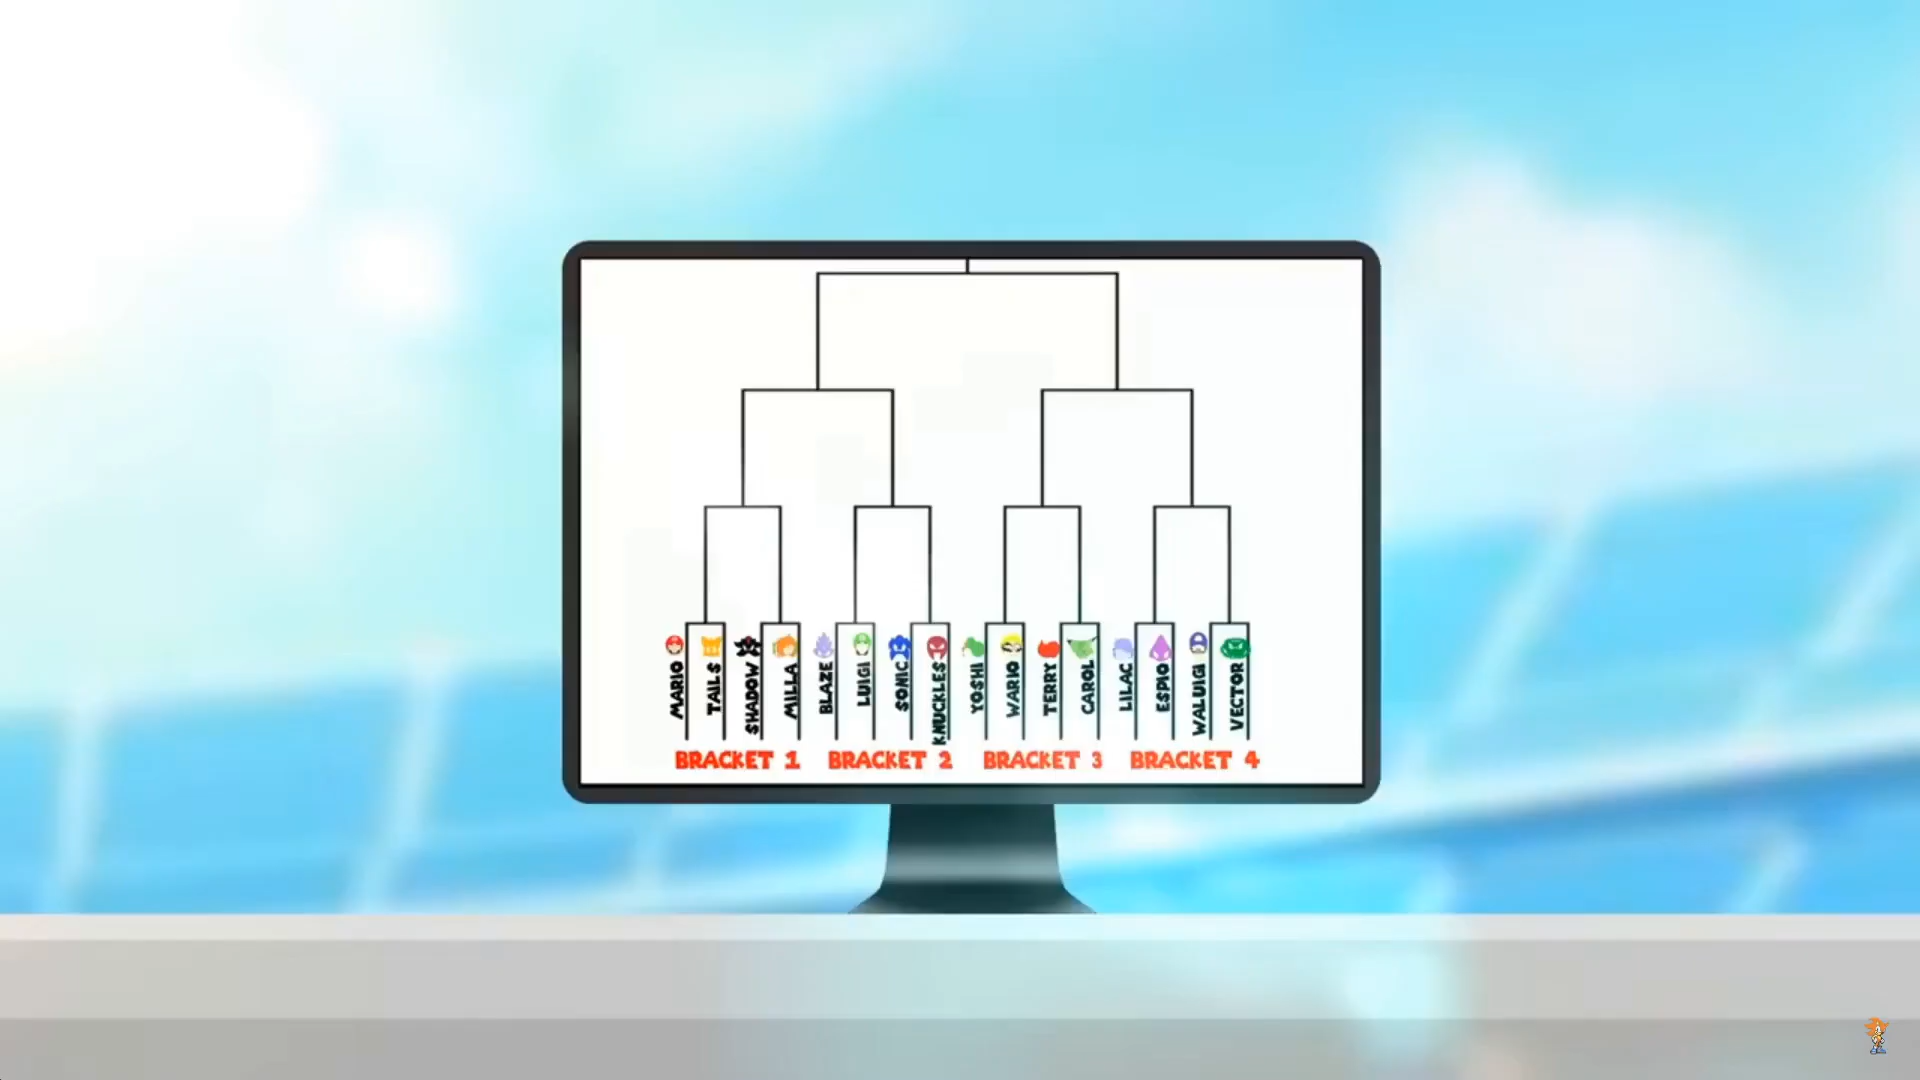 MARIO
TAILS
SHADOW
MILLA
BLAZE
LUIGI
SONIC
KNUCKLES
YOSHI
WARIO
TERRY
CAROL
LILAC
ESPIO
WALUIGI
VECTOR
BRACKET 1
BRACKET 2
BRACKET 3
BRACKET 4